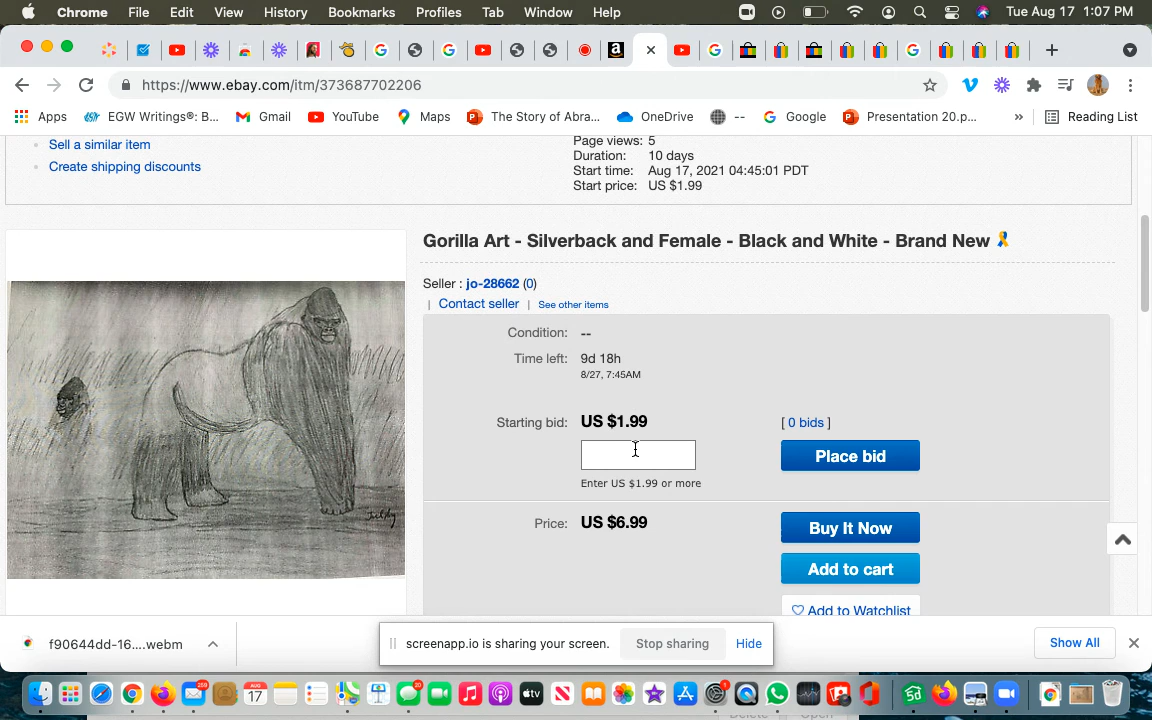 Chrome File Edit View History Bookmarks Profiles Tab Window Help Tue Aug 17 1:07 PM
https://www.ebay.com/itm/373687702206
Apps EGW Writings®: B... Gmail YouTube Maps The Story of Abra... OneDrive -- Google Presentation 20.p... » Reading List
Sell a similar item
Create shipping discounts
Page views: 5
Duration: 10 days
Start time: Aug 17, 2021 04:45:01 PDT
Start price: US $1.99
Gorilla Art - Silverback and Female - Black and White - Brand New
Seller : jo-28662 (0)
| Contact seller | See other items
Condition: --
Time left: 9d 18h
8/27, 7:45AM
Starting bid: US $1.99 [ 0 bids ]
Place bid
Enter US $1.99 or more
Price: US $6.99
Buy It Now
Add to cart
Add to Watchlist
f90644dd-16....webm
screenapp.io is sharing your screen. Stop sharing Hide
Show All